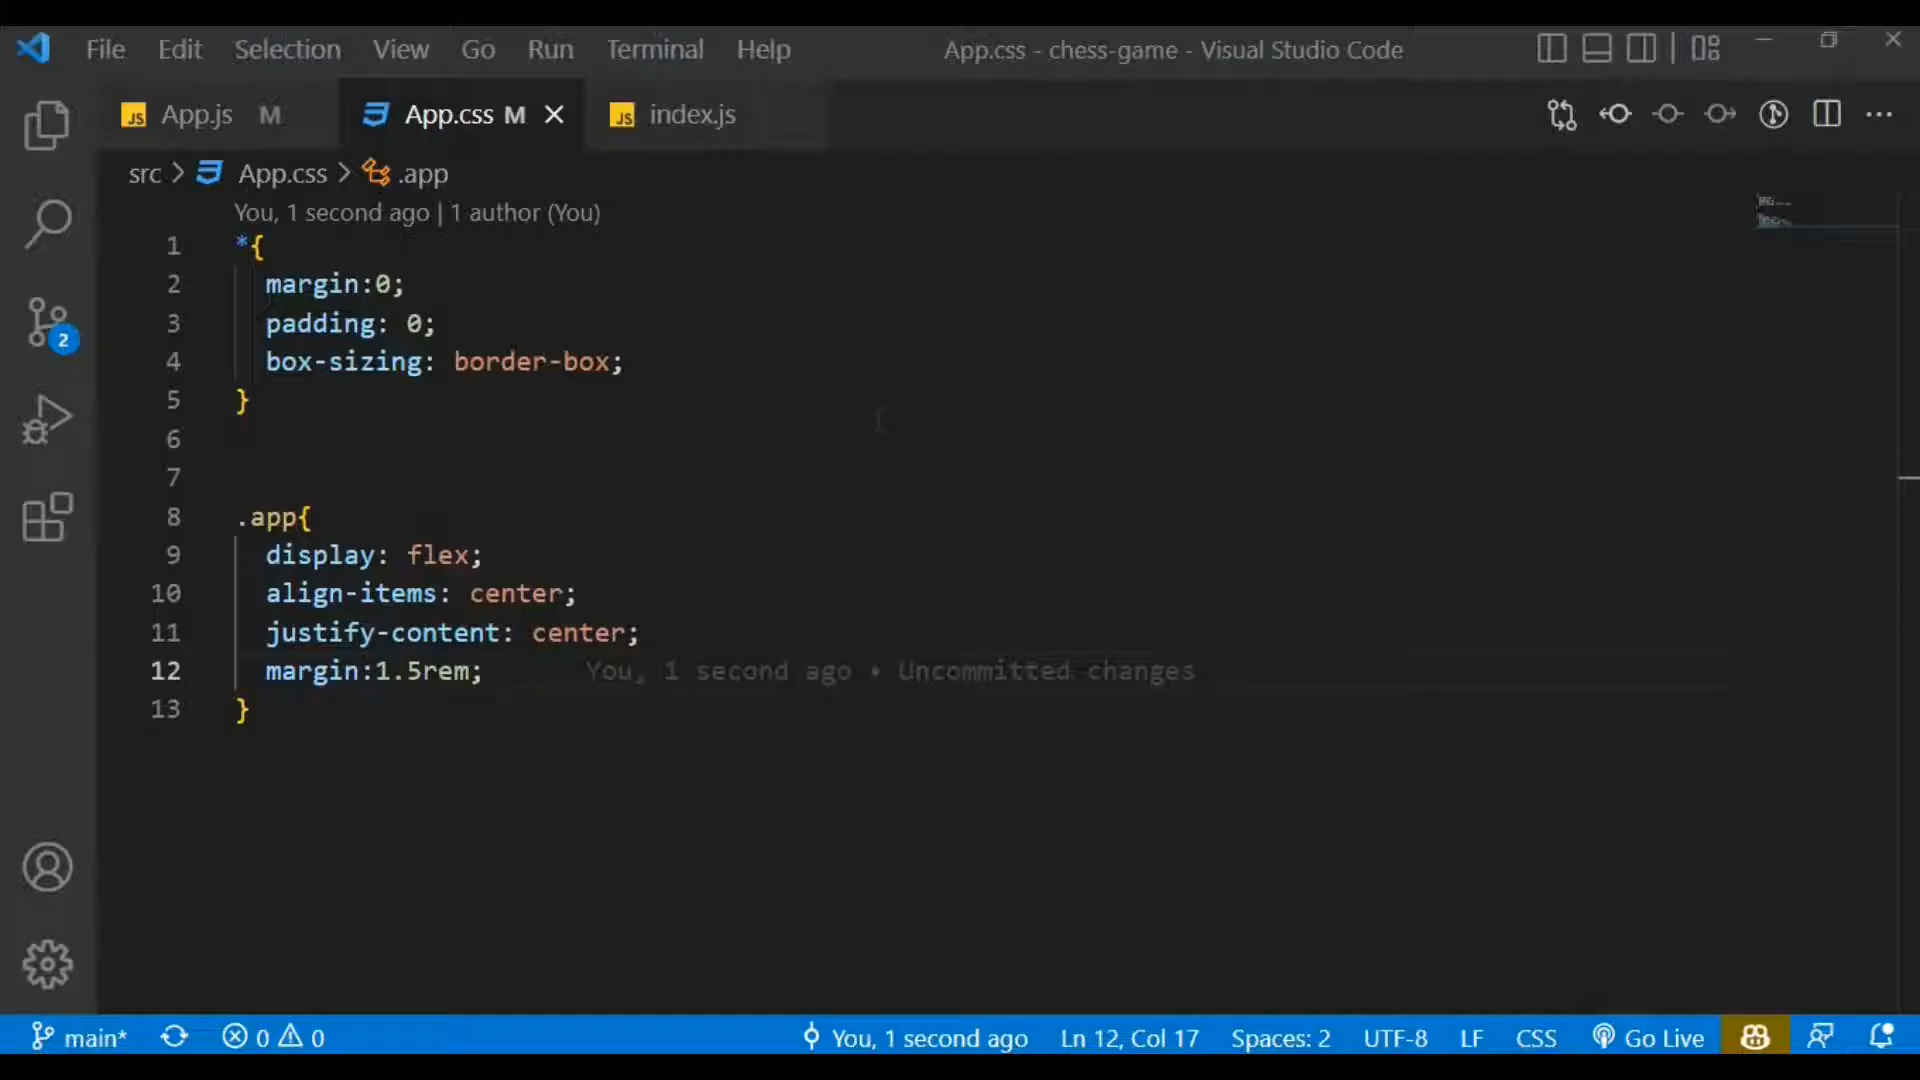 File Edit Selection View Go Run Terminal Help App.css - chess-game - Visual Studio Code
JS App.js M App.css M JS index.js
src > App.css > .app
You, 1 second ago | 1 author (You)
1 *{
2 margin:0;
3 padding: 0;
4 box-sizing: border-box;
5 }
6
7
8 .app{
9 display: flex;
10 align-items: center;
11 justify-content: center;
12 margin:1.5rem; You, 1 second ago • Uncommitted changes
13 }
2
main* 0 0 You, 1 second ago Ln 12, Col 17 Spaces: 2 UTF-8 LF CSS Go Live